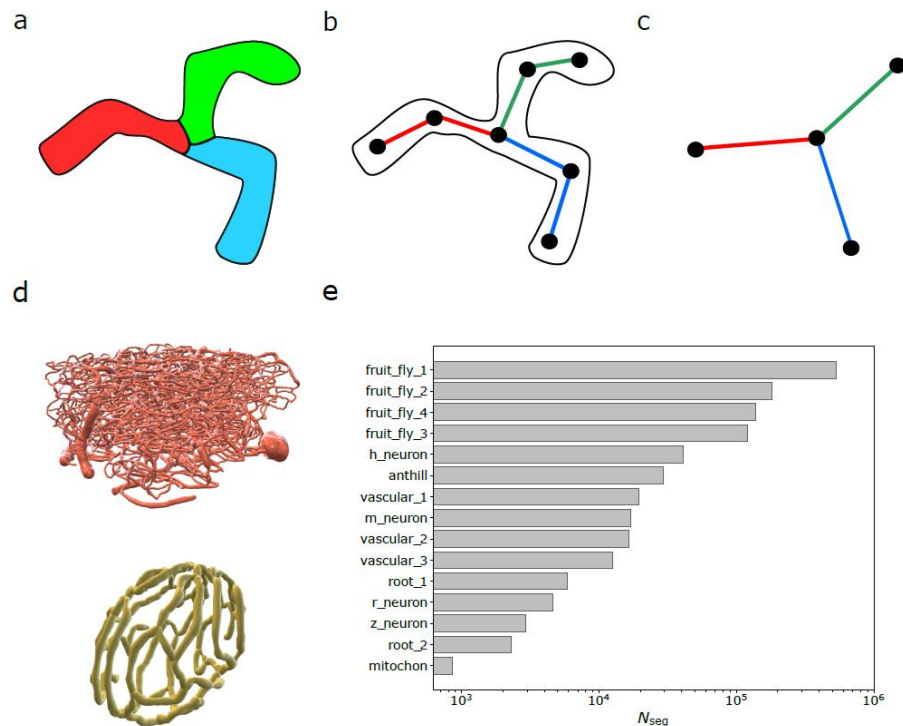 a
b
c
d
e
fruit_fly_1
fruit_fly_2
fruit_fly_4
fruit_fly_3
h_neuron
anthill
vascular_1
m_neuron
vascular_2
vascular_3
root_1
r_neuron
z_neuron
root_2
mitochon
10³ 10⁴ 10⁵ 10⁶
N_seg